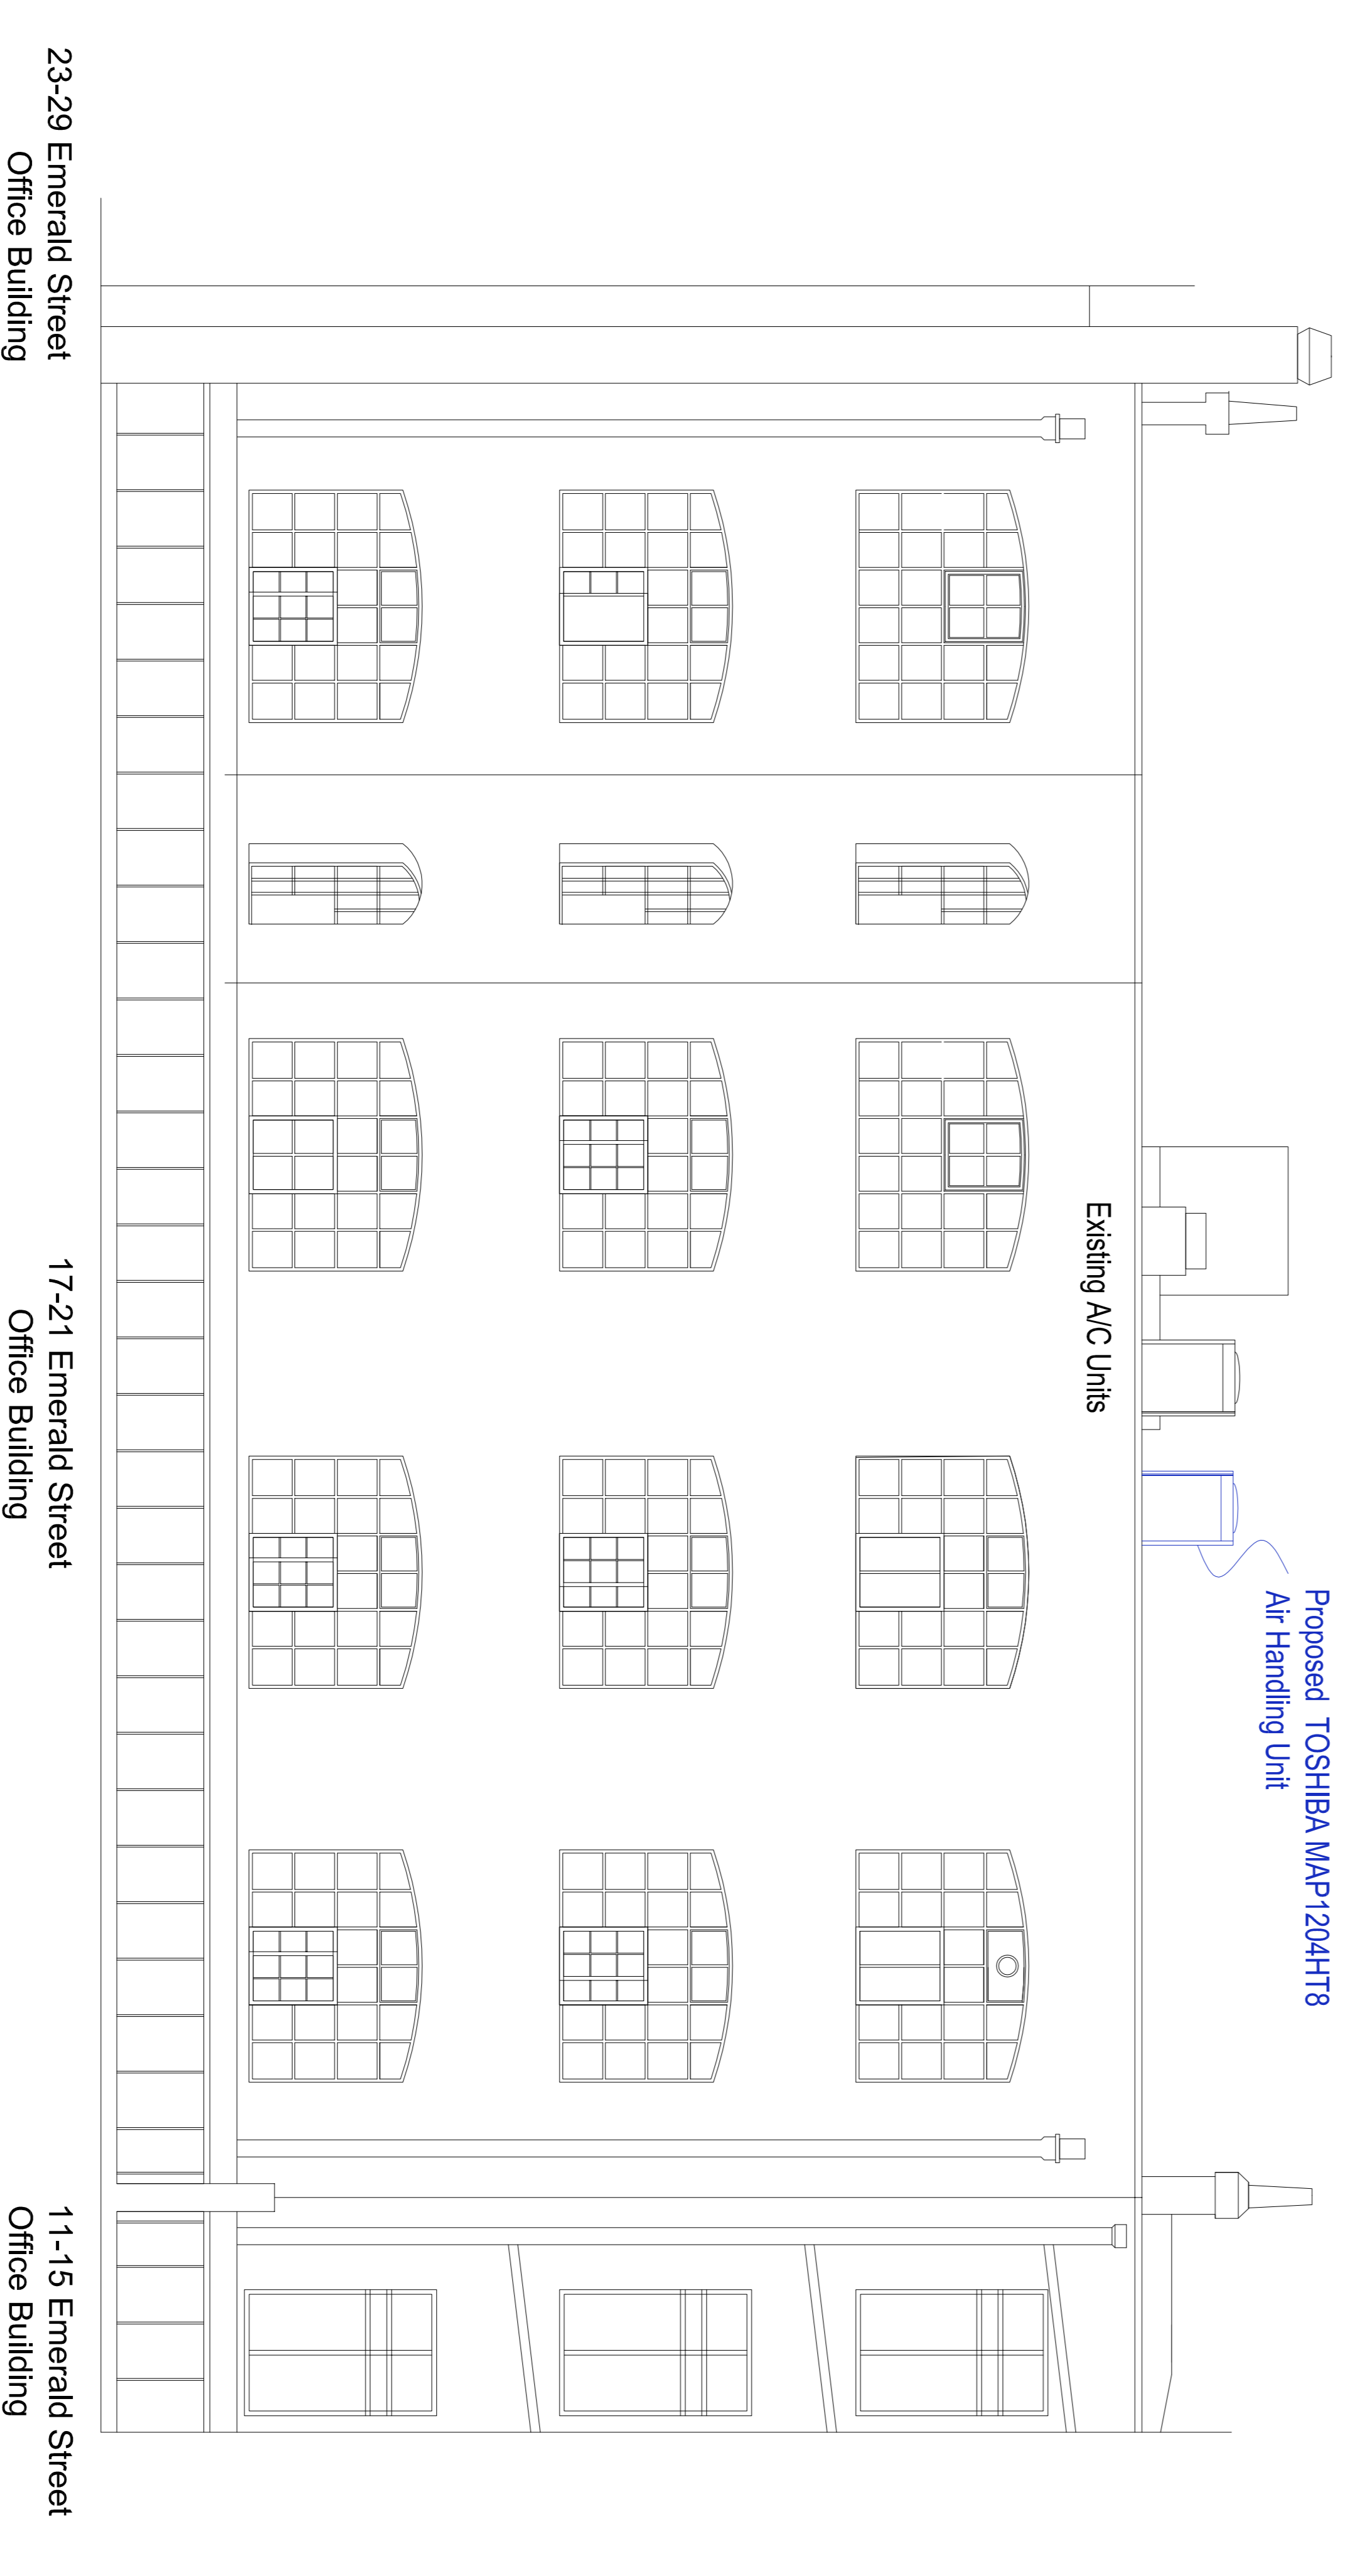 Proposed TOSHIBA MAP1204HT8
Air Handling Unit
Existing A/C Units
23-29 Emerald Street
Office Building
17-21 Emerald Street
Office Building
11-15 Emerald Street
Office Building